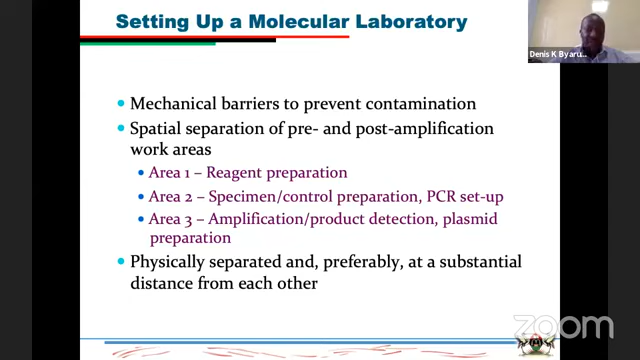 Setting Up a Molecular Laboratory
Denis K Byaru...
Mechanical barriers to prevent contamination
Spatial separation of pre- and post-amplification
work areas
Area 1 – Reagent preparation
Area 2 – Specimen/control preparation, PCR set-up
Area 3 – Amplification/product detection, plasmid
preparation
Physically separated and, preferably, at a substantial
distance from each other
zoom